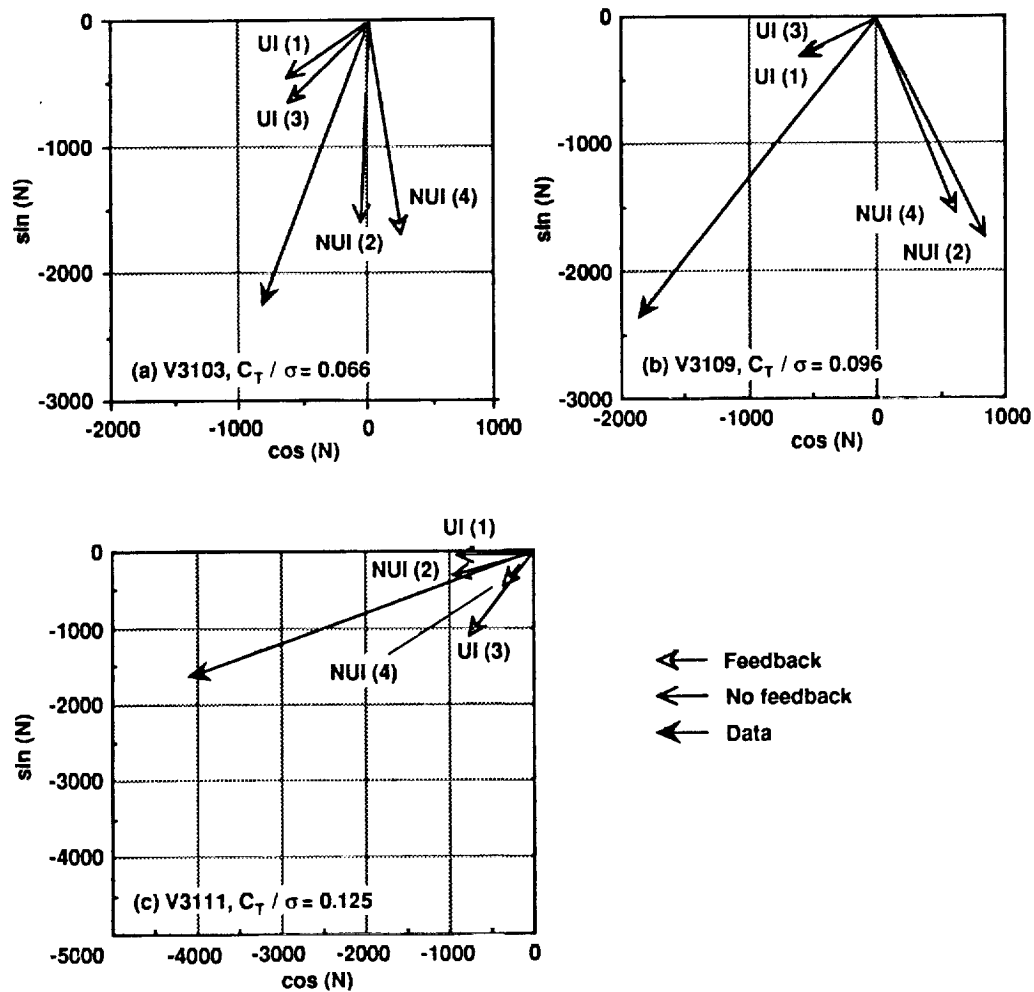 0
-1000
-2000
-3000
sin (N)
UI (1)
UI (3)
NUI (4)
NUI (2)
(a) V3103, C_T / σ = 0.066
-2000 -1000 0 1000
cos (N)
0
-1000
-2000
-3000
sin (N)
UI (3)
UI (1)
NUI (4)
NUI (2)
(b) V3109, C_T / σ = 0.096
-2000 -1000 0 1000
cos (N)
0
-1000
-2000
-3000
-4000
sin (N)
UI (1)
NUI (2)
UI (3)
NUI (4)
(c) V3111, C_T / σ = 0.125
-5000 -4000 -3000 -2000 -1000 0
cos (N)
Feedback
No feedback
Data